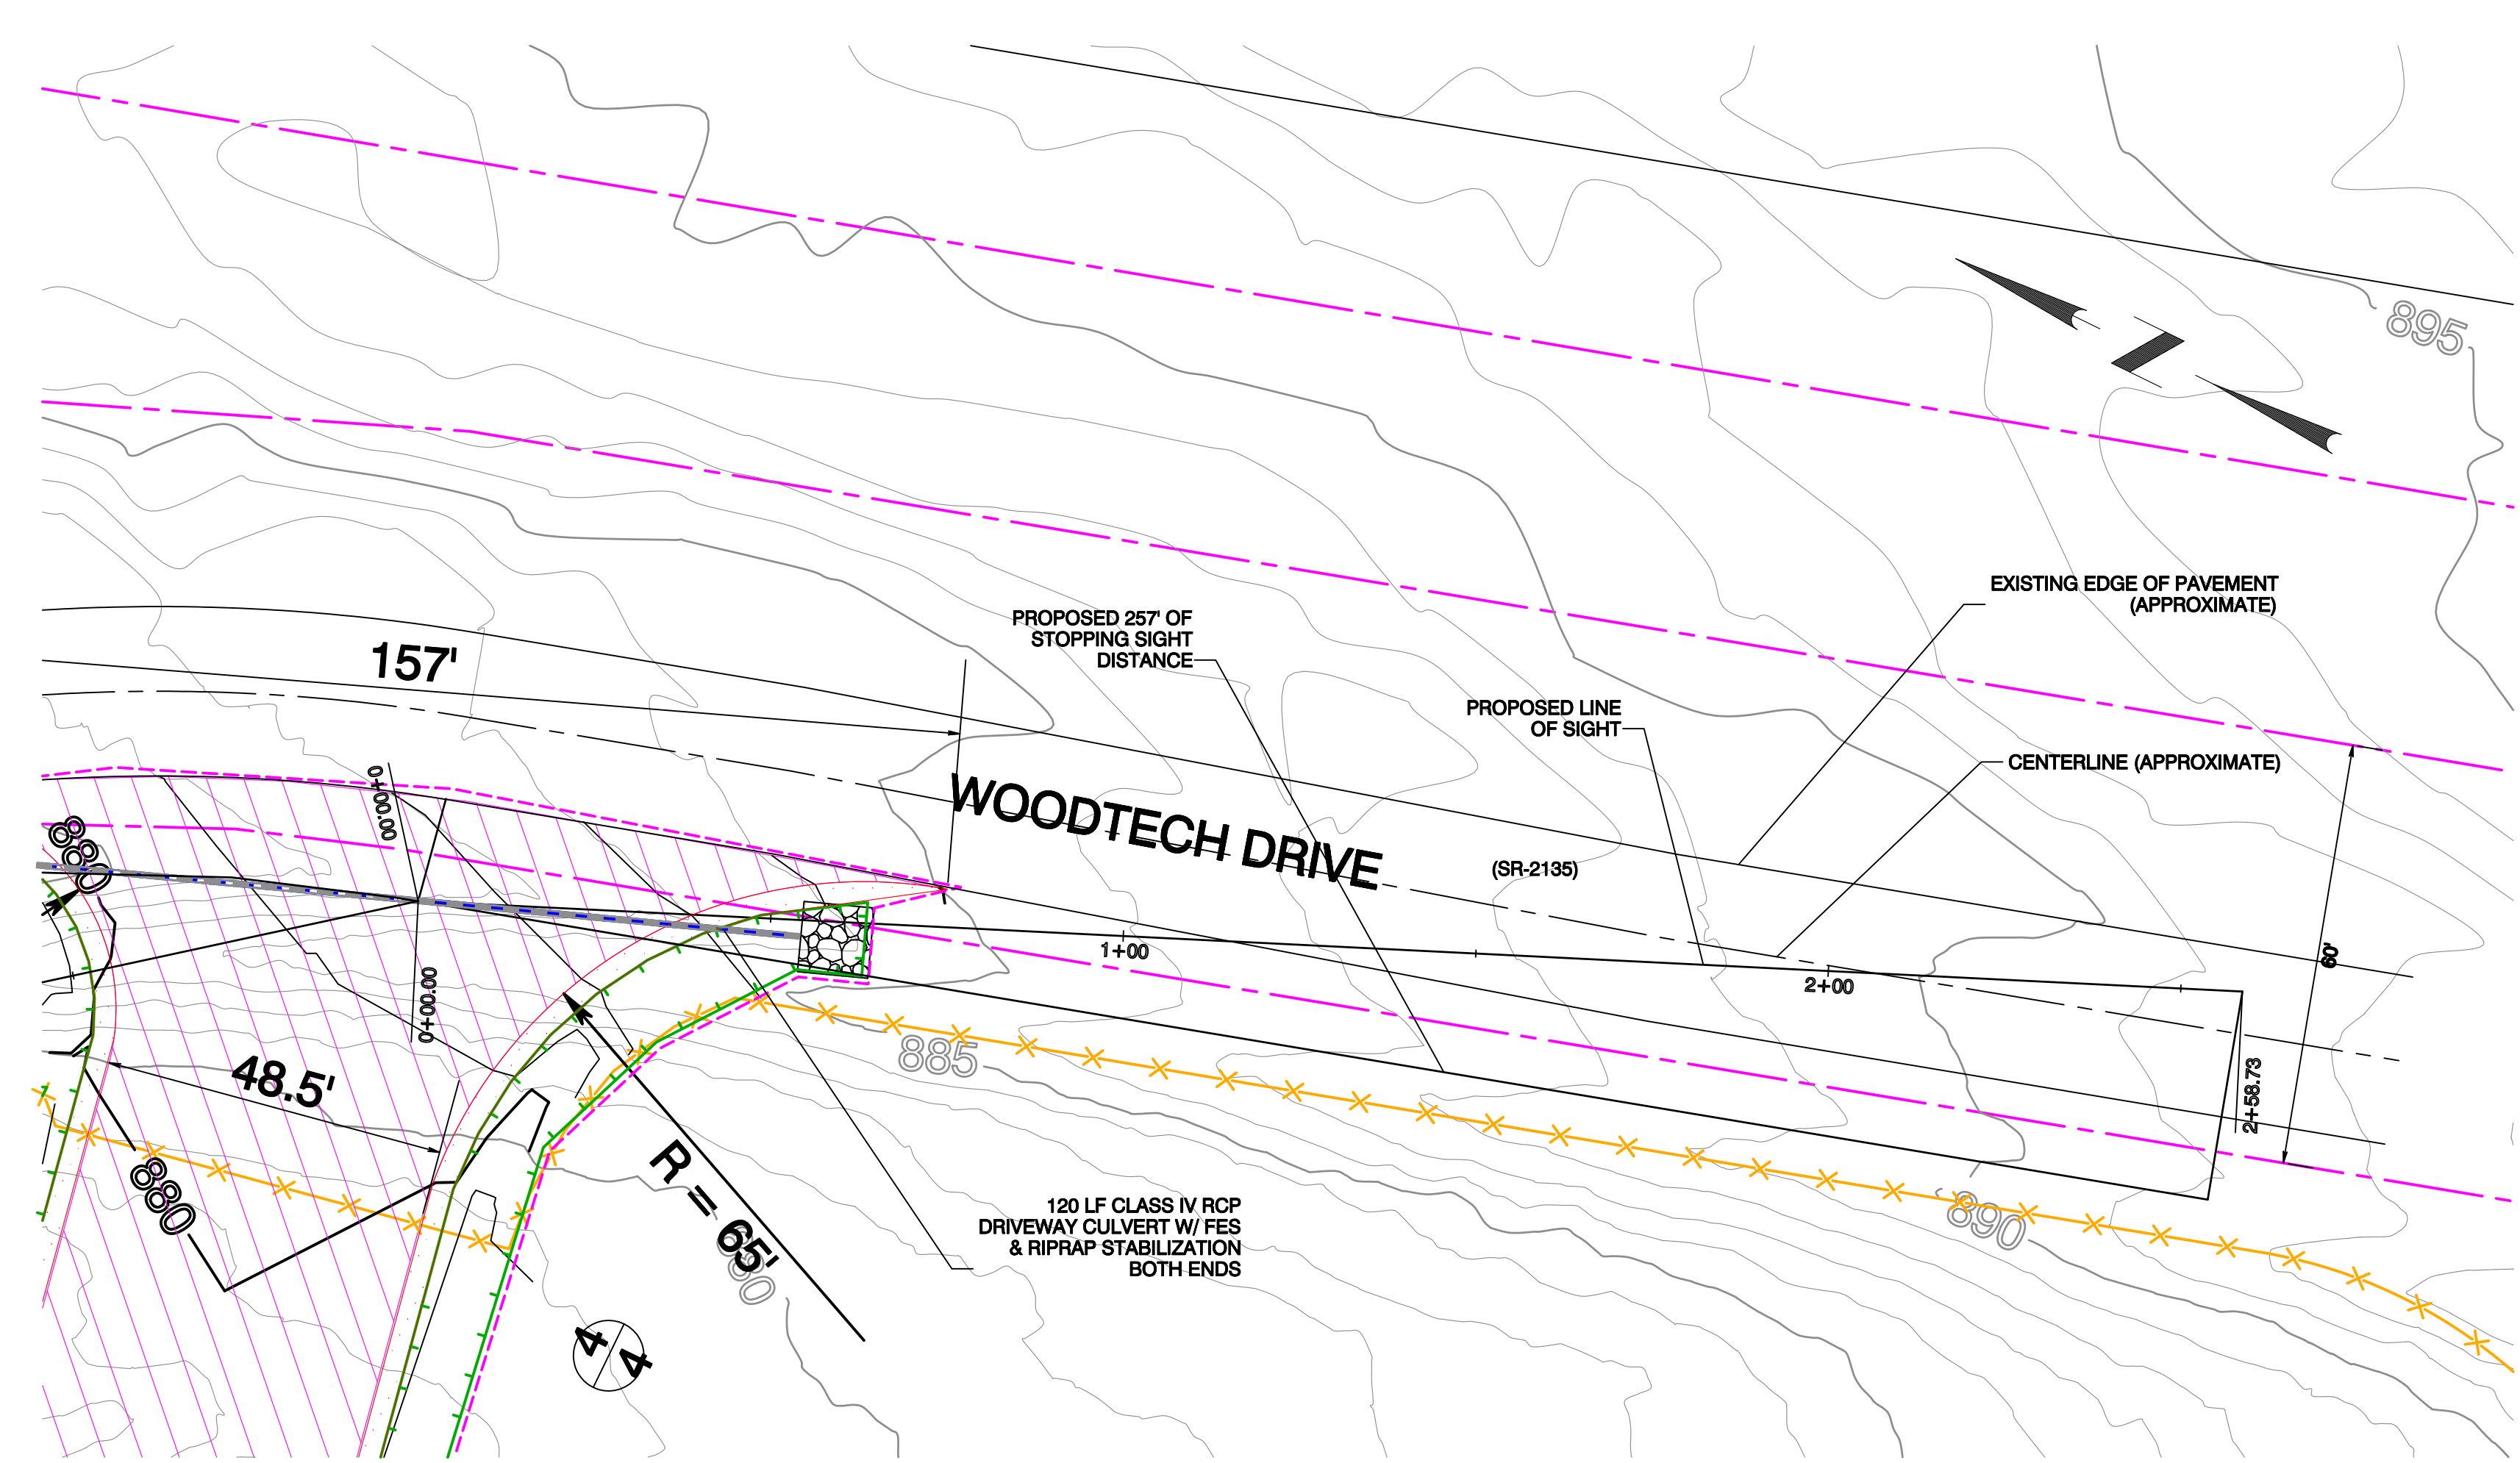 895
EXISTING EDGE OF PAVEMENT
(APPROXIMATE)
PROPOSED 257' OF
STOPPING SIGHT
DISTANCE
157'
PROPOSED LINE
OF SIGHT
CENTERLINE (APPROXIMATE)
WOODTECH DRIVE
(SR-2135)
0+00.00
880
1+00
2+00
60'
0+00.00
885
48.5'
2+58.73
R = 65'
880
890
120 LF CLASS IV RCP
DRIVEWAY CULVERT W/ FES
& RIPRAP STABILIZATION
BOTH ENDS
880
4
4